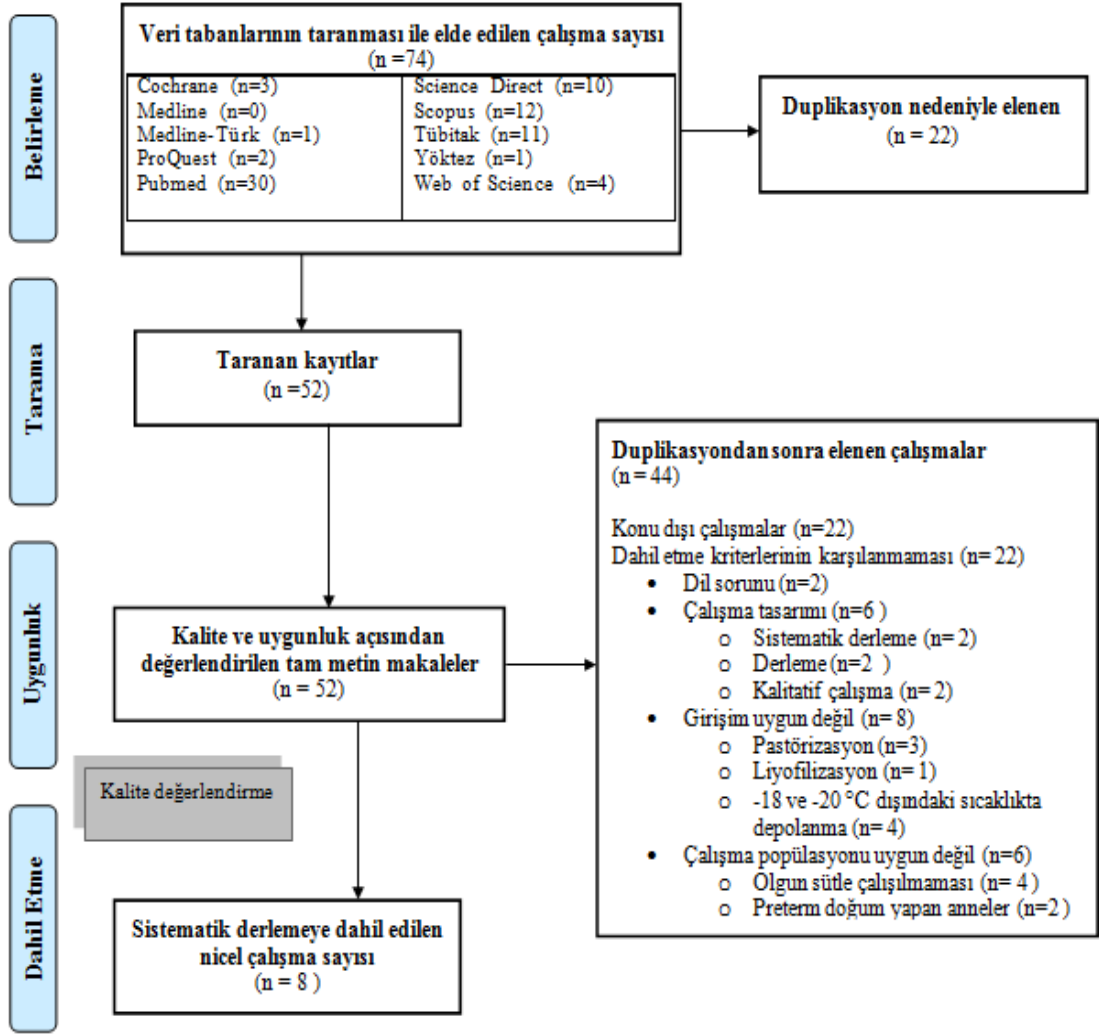 Belirleme
Veri tabanlarının taranması ile elde edilen çalışma sayısı
(n =74)
Cochrane (n=3)
Medline (n=0)
Medline-Türk (n=1)
ProQuest (n=2)
Pubmed (n=30)
Science Direct (n=10)
Scopus (n=12)
Tübitak (n=11)
Yöktez (n=1)
Web of Science (n=4)
Duplikasyon nedeniyle elenen
(n = 22)
Tarama
Taranan kayıtlar
(n =52)
Uygunluk
Kalite ve uygunluk açısından
değerlendirilen tam metin makaleler
(n = 52)
Duplikasyondan sonra elenen çalışmalar
(n= 44)
Konu dışı çalışmalar (n=22)
Dahil etme kriterlerinin karşılanmaması (n= 22)
• Dil sorunu (n=2)
• Çalışma tasarımı (n=6 )
o Sistematik derleme (n= 2)
o Derleme (n=2 )
o Kalitatif çalışma (n= 2)
• Girişim uygun değil (n= 8)
o Pastörizasyon (n=3)
o Liyofilizasyon (n= 1)
o -18 ve -20 °C dışındaki sıcaklıkta
depolanma (n= 4)
• Çalışma popülasyonu uygun değil (n=6)
o Olgun sütle çalışılmaması (n= 4 )
o Preterm doğum yapan anneler (n=2 )
Kalite değerlendirme
Dahil Etme
Sistematik derlemeye dahil edilen
nicel çalışma sayısı
(n = 8 )